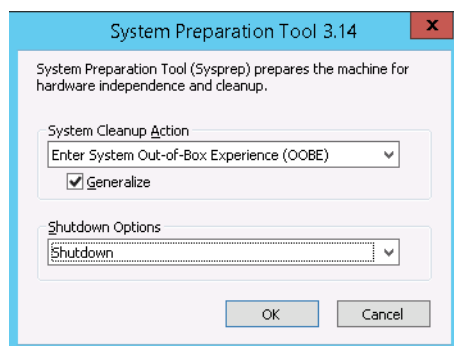 System Preparation Tool 3.14
x
System Preparation Tool (Sysprep) prepares the machine for
hardware independence and cleanup.
System Cleanup Action
Enter System Out-of-Box Experience (OOBE)
Generalize
Shutdown Options
Shutdown
OK
Cancel